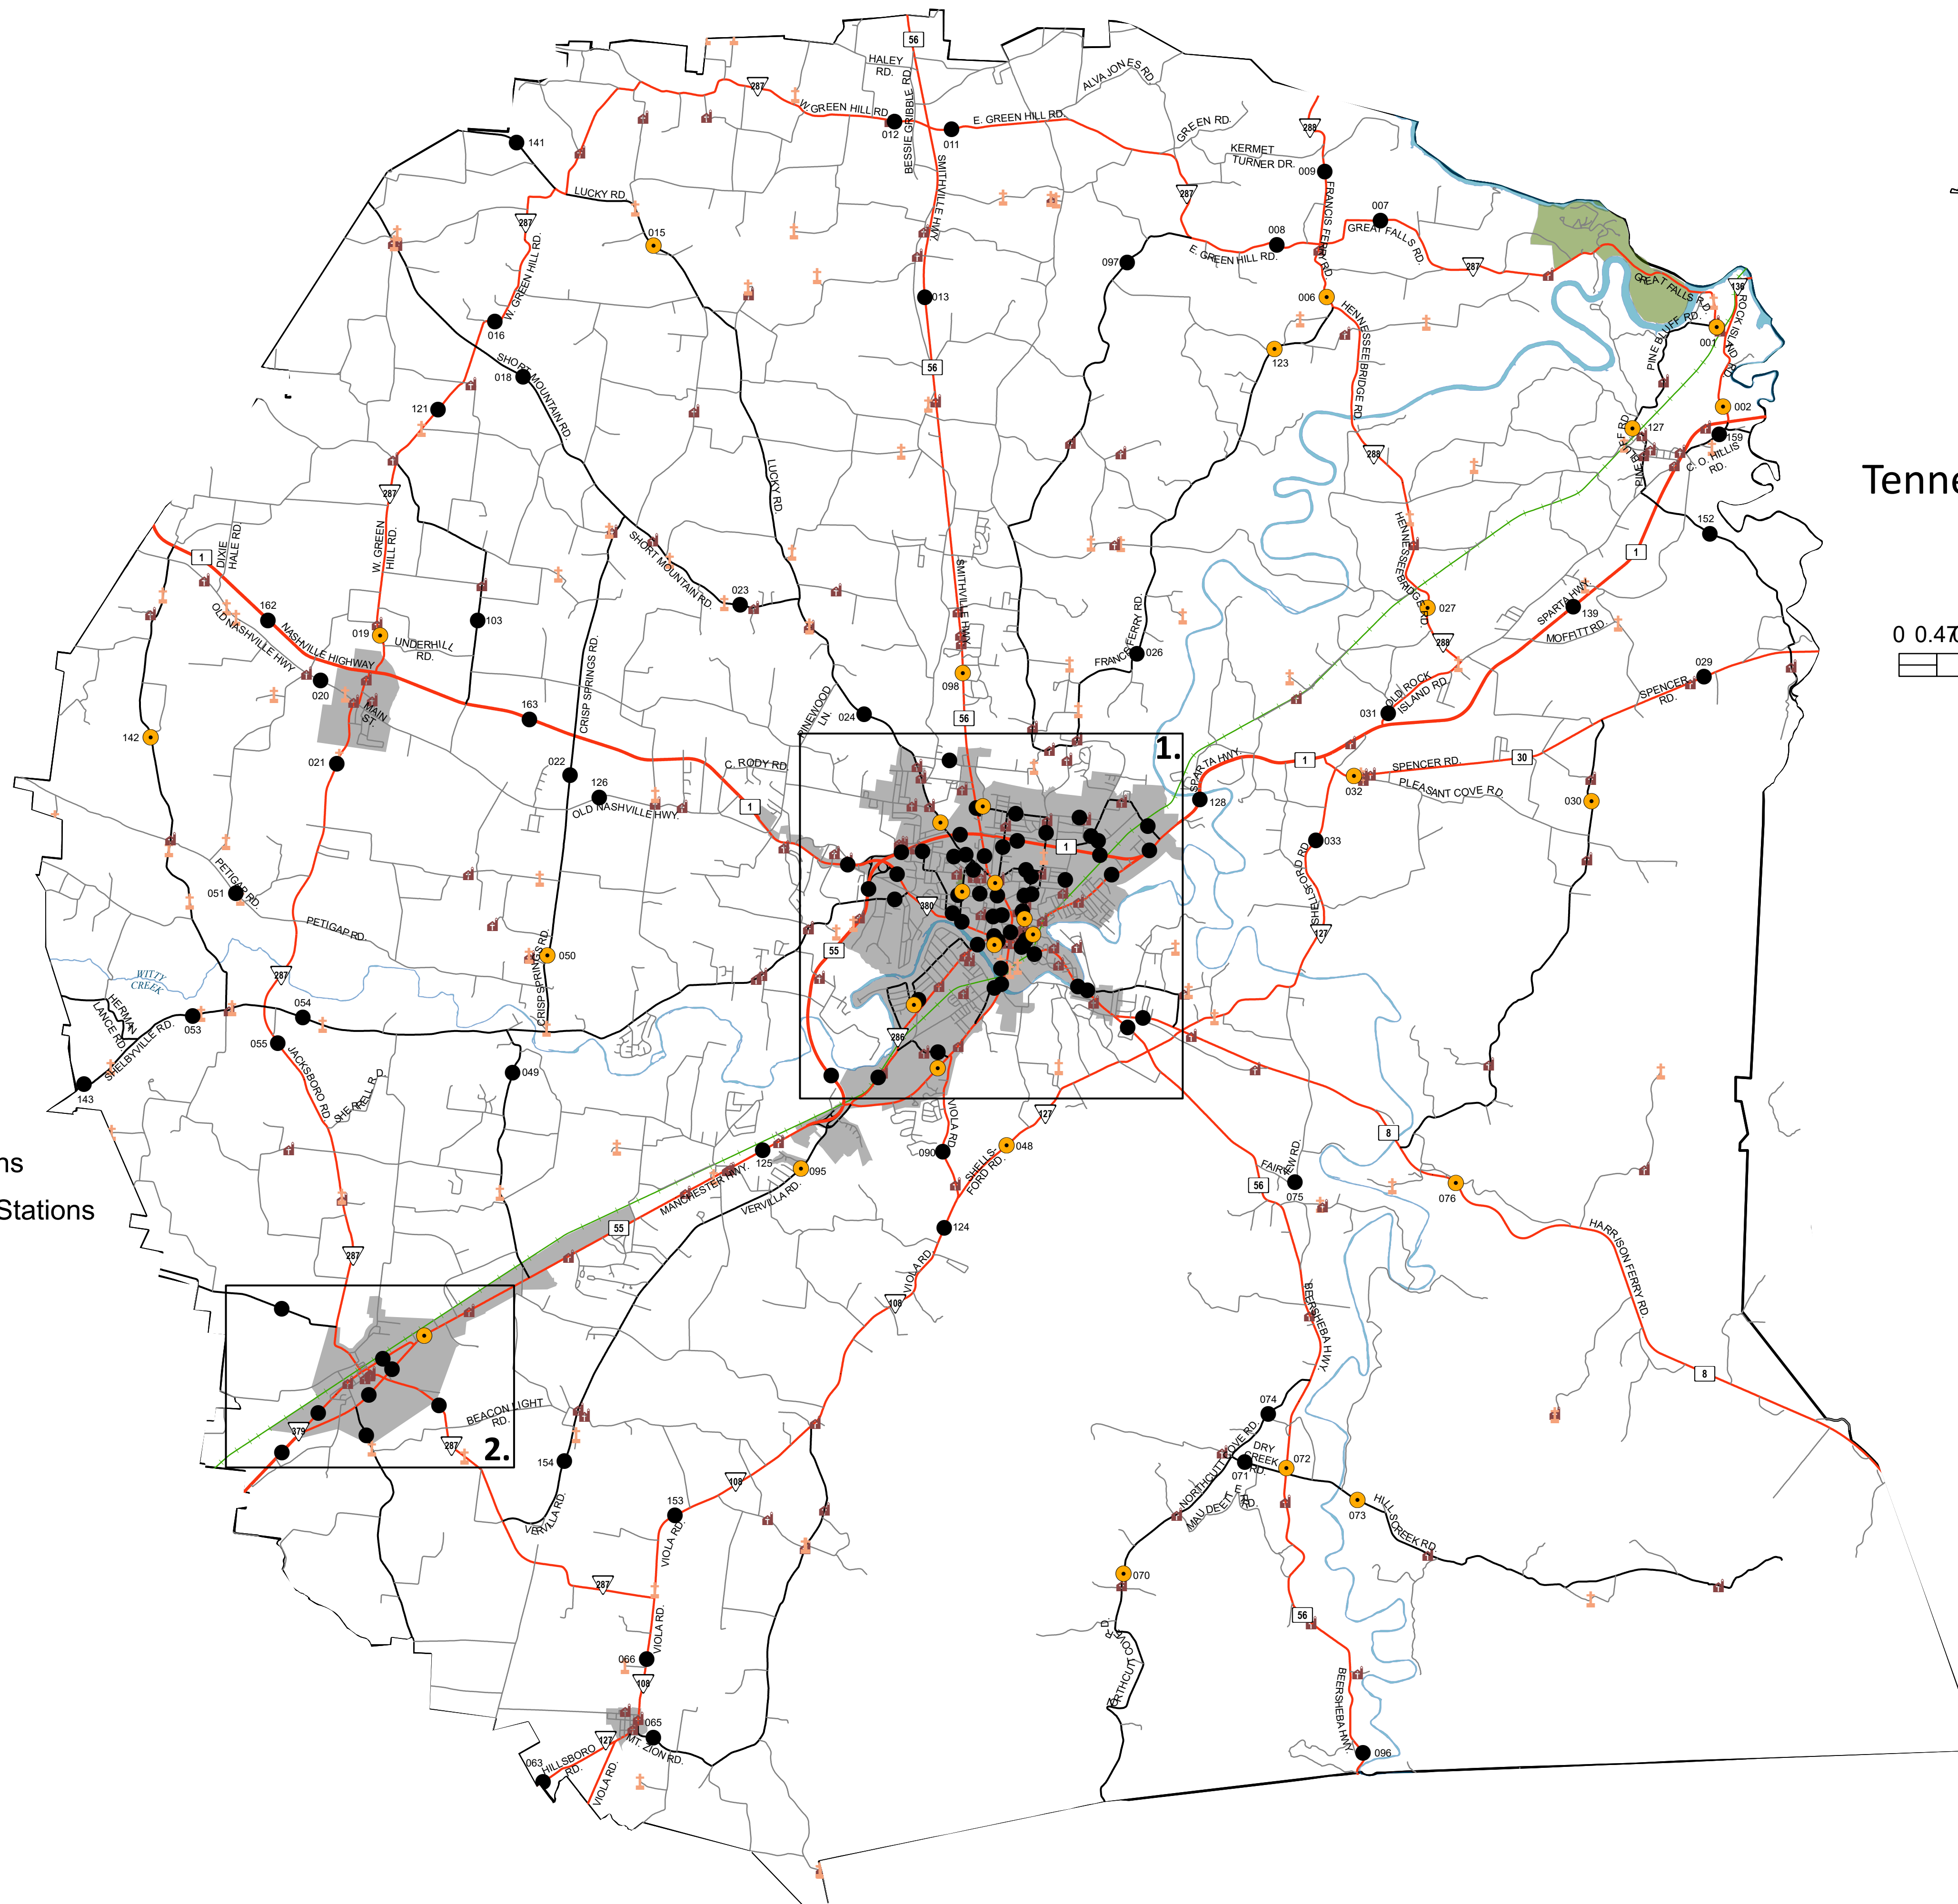 56
HALEY
RD.
BESSIE GRIBBLE RD.
ALVA JONES RD.
287
W. GREEN HILL RD.
012
011
E. GREEN HILL RD.
GREEN RD.
KERMET
TURNER DR.
288
009
141
LUCKY RD.
287
015
SMITHVILLE HWY.
287
FRANCIS FERRY RD.
007
GREAT FALLS RD.
008
E. GREEN HILL RD.
097
287
W. GREEN HILL RD.
016
013
006
HENNESSEE BRIDGE RD.
123
GREAT FALLS RD.
136
ROCK ISLAND RD.
PINE BLUFF RD.
001
SHORT MOUNTAIN RD.
018
56
121
002
127
159
C. O. HILLIS
RD.
288
LUCKY RD.
287
Tenne
152
HENNESSEE BRIDGE RD.
1
DIXIE
HALE RD.
W. GREEN
HILL RD.
SHORT MOUNTAIN RD.
SMITHVILLE HWY.
1
0 0.47
162
OLD NASHVILLE HWY.
NASHVILLE HIGHWAY
019
UNDERHILL
RD.
103
023
027
SPARTA HWY.
139
MOFFITT RD.
288
020
MAIN
ST.
CRISP SPRINGS RD.
098
026
029
SPENCER
RD.
OLD ROCK
ISLAND RD.
031
163
PINEWOOD
LN.
024
56
142
021
022
126
OLD NASHVILLE HWY.
C. RODY RD.
1
1.
SPARTA HWY.
128
1
30
SPENCER RD.
032
PLEASANT COVE RD.
030
1
033
SHELLSFORD RD.
PETIGAP RD.
051
PETIGAP RD.
380
55
127
CRISP SPRINGS RD.
050
WITTY
CREEK
287
HERMAN
LANCE RD.
053
SHELBYVILLE RD.
054
055
143
JACKSBORO RD.
SHERRELL RD.
049
286
VIOLA RD.
127
8
090
SHELLS
FORD RD.
048
125
095
MANCHESTER HWY.
VERVILLA RD.
55
124
VIOLA RD.
108
56
075
076
HARRISON FERRY RD.
ns
Stations
287
BEERSHEBA HWY.
8
379
287
2.
BEACON LIGHT
RD.
154
VERVILLA RD.
108
153
VIOLA RD.
074
NORTHCUTT COVE RD.
DRY
CREEK
RD.
071
072
073
HILLS CREEK RD.
070
287
VIOLA RD.
066
108
56
BEERSHEBA HWY.
096
065
MT. ZION RD.
127
063
HILLSBORO
RD.
VIOLA RD.